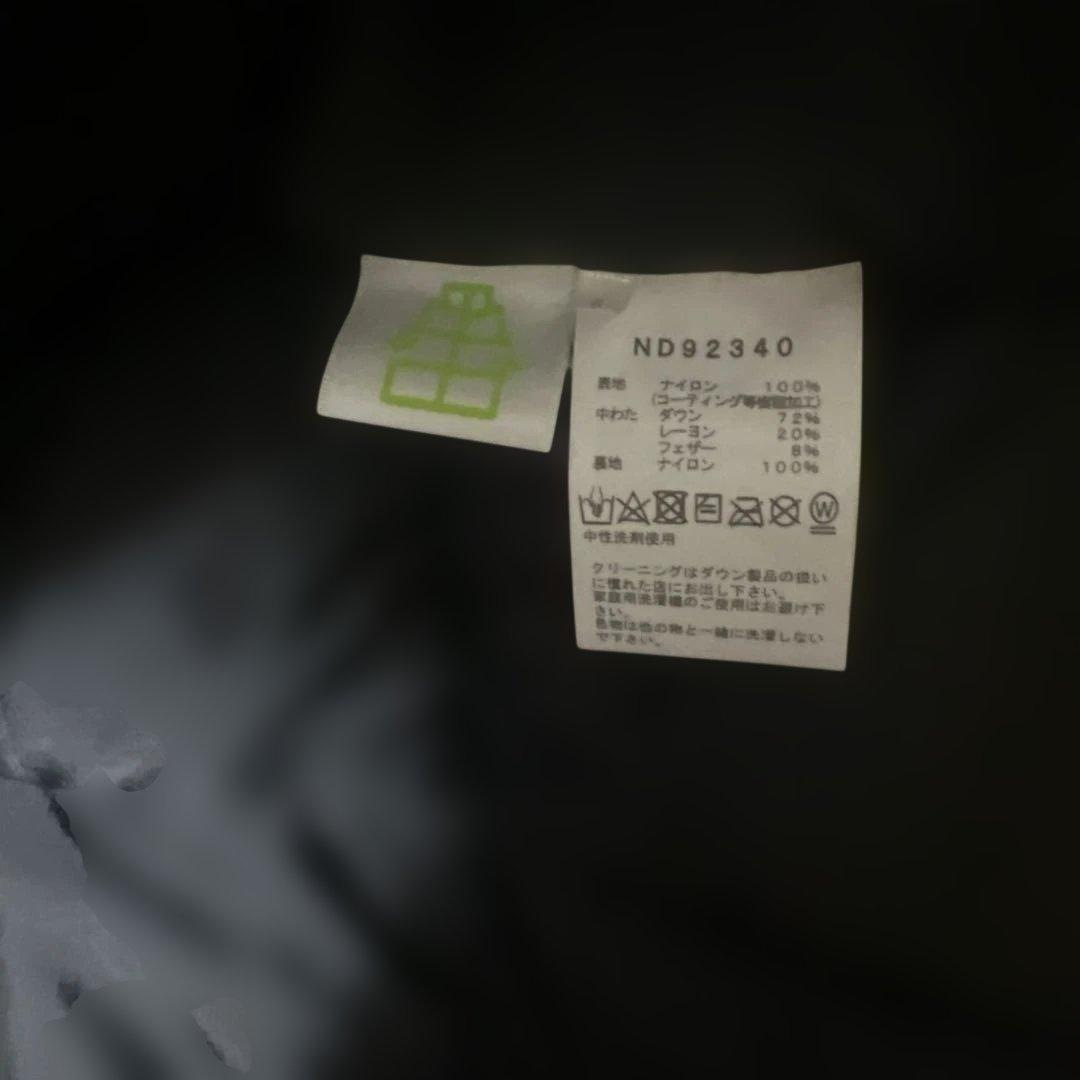 ND92340
表地 ナイロン 100%
(コーティング等樹脂加工)
中わた ダウン 72%
レーヨン 20%
フェザー 8%
裏地 ナイロン 100%
W
中性洗剤使用
クリーニングはダウン製品の扱い
に慣れた店にお出し下さい。
家庭用洗濯機のご使用はお避け下
さい。
色物は他の物と一緒に洗濯しない
で下さい。